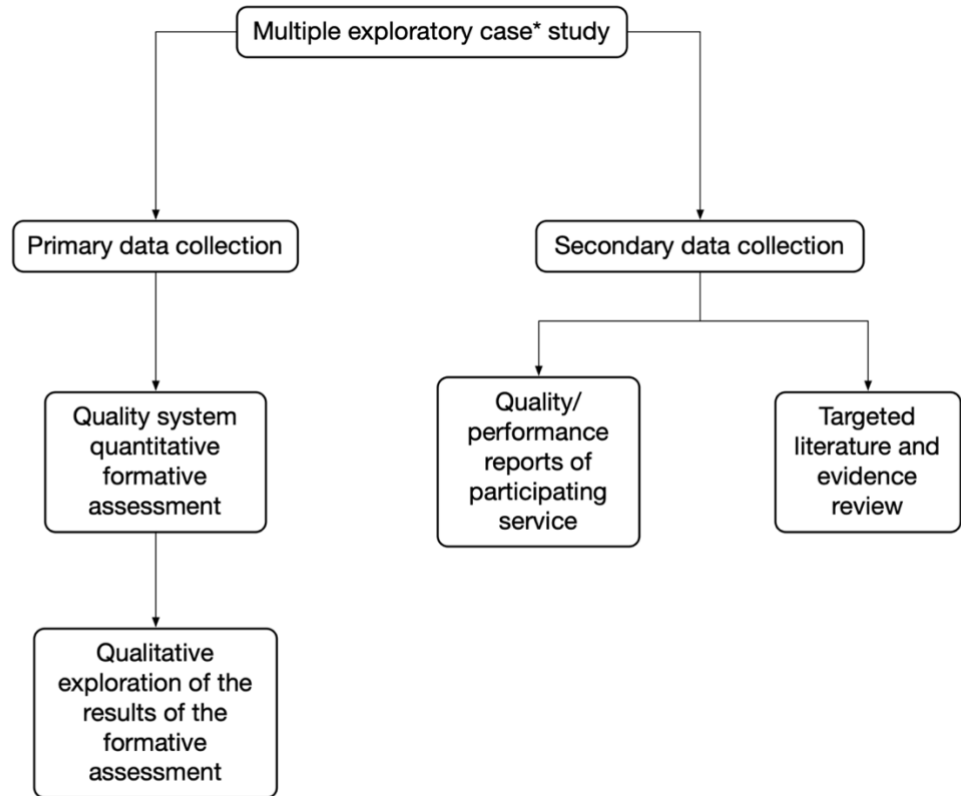 Multiple exploratory case* study
Primary data collection
Secondary data collection
Quality system
quantitative
formative
assessment
Quality/
performance
reports of
participating
service
Targeted
literature and
evidence
review
Qualitative
exploration of the
results of the
formative
assessment